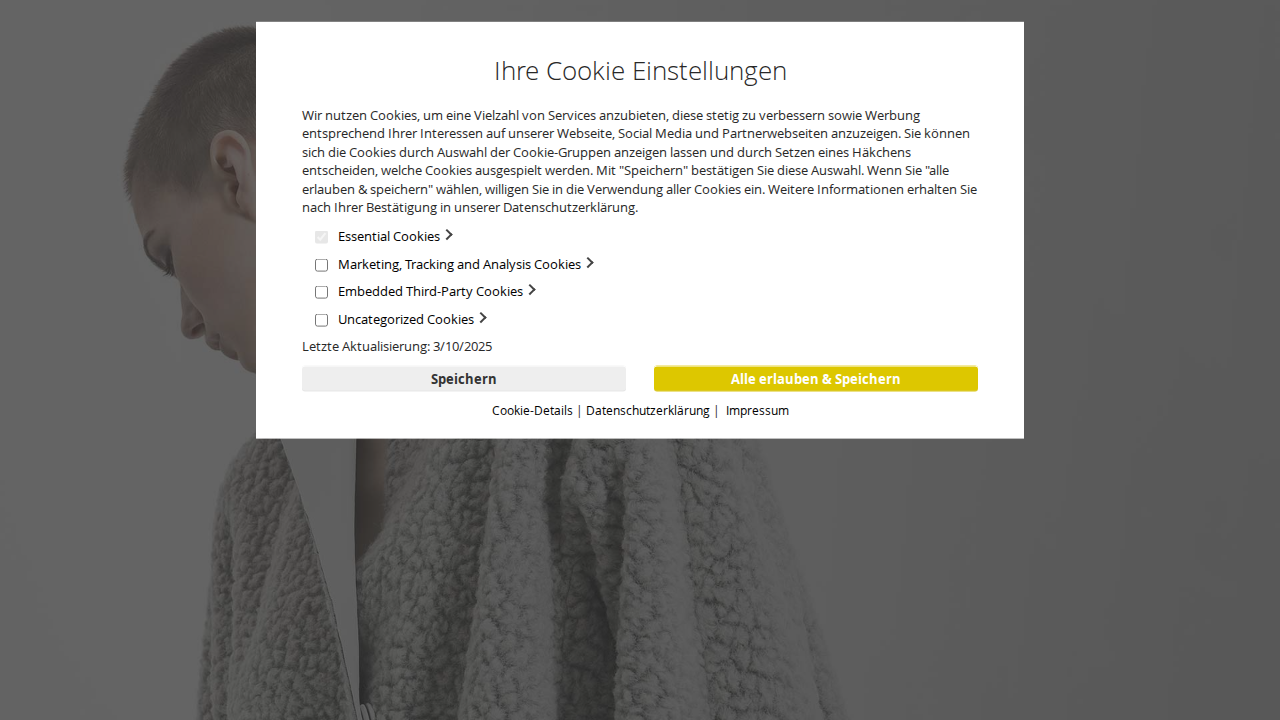 Ihre Cookie Einstellungen
Wir nutzen Cookies, um eine Vielzahl von Services anzubieten, diese stetig zu verbessern sowie Werbung
entsprechend Ihrer Interessen auf unserer Webseite, Social Media und Partnerwebseiten anzuzeigen. Sie können
sich die Cookies durch Auswahl der Cookie-Gruppen anzeigen lassen und durch Setzen eines Häkchens
entscheiden, welche Cookies ausgespielt werden. Mit "Speichern" bestätigen Sie diese Auswahl. Wenn Sie "alle
erlauben & speichern" wählen, willigen Sie in die Verwendung aller Cookies ein. Weitere Informationen erhalten Sie
nach Ihrer Bestätigung in unserer Datenschutzerklärung.
Essential Cookies
Marketing, Tracking and Analysis Cookies
Embedded Third-Party Cookies
Uncategorized Cookies
Letzte Aktualisierung: 3/10/2025
Speichern
Alle erlauben & Speichern
Cookie-Details | Datenschutzerklärung | Impressum